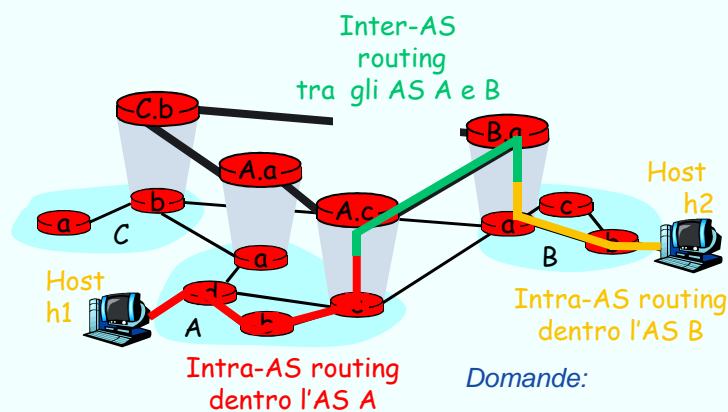 Inter-AS
routing
tra gli AS A e B
C.b
B.a
A.a
A.c
Host
h2
a
b
C
a
c
b
B
a
Host
h1
d
A
b
c
Intra-AS routing
dentro l'AS B
Intra-AS routing
dentro l'AS A
Domande: